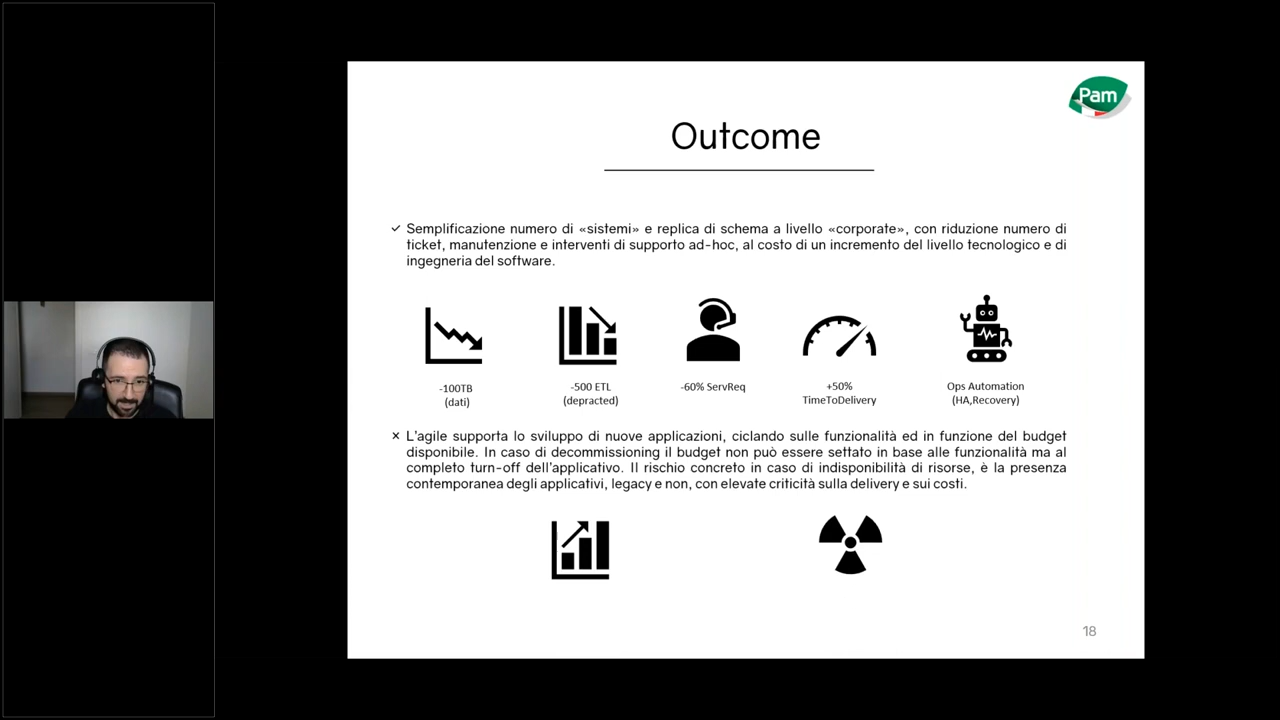 Pam
Outcome
✓ Semplificazione numero di «sistemi» e replica di schema a livello «corporate», con riduzione numero di
ticket, manutenzione e interventi di supporto ad-hoc, al costo di un incremento del livello tecnologico e di
ingegneria del software.
-100TB
(dati)
-500 ETL
(depracted)
-60% ServReq
+50%
TimeToDelivery
Ops Automation
(HA,Recovery)
× L'agile supporta lo sviluppo di nuove applicazioni, ciclando sulle funzionalità ed in funzione del budget
disponibile. In caso di decommissioning il budget non può essere settato in base alle funzionalità ma al
completo turn-off dell'applicativo. Il rischio concreto in caso di indisponibilità di risorse, è la presenza
contemporanea degli applicativi, legacy e non, con elevate criticità sulla delivery e sui costi.
18